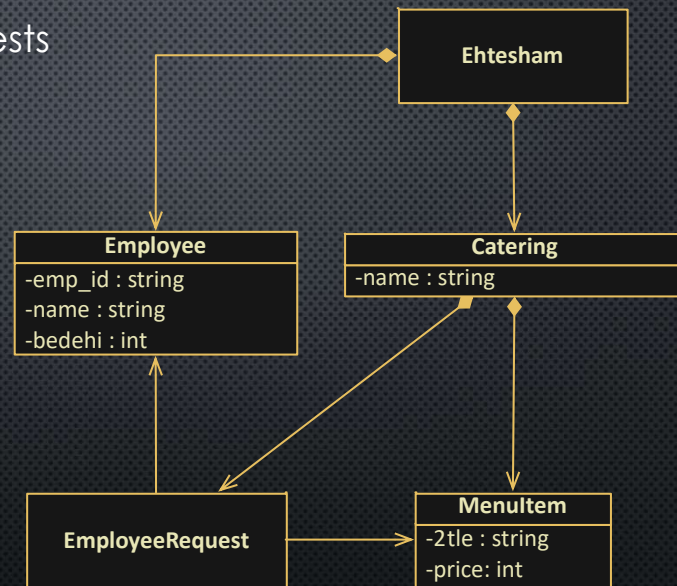 ests
Ehtesham
Employee
-emp_id : string
-name : string
-bedehi : int
Catering
-name : string
EmployeeRequest
MenuItem
-2tle : string
-price: int